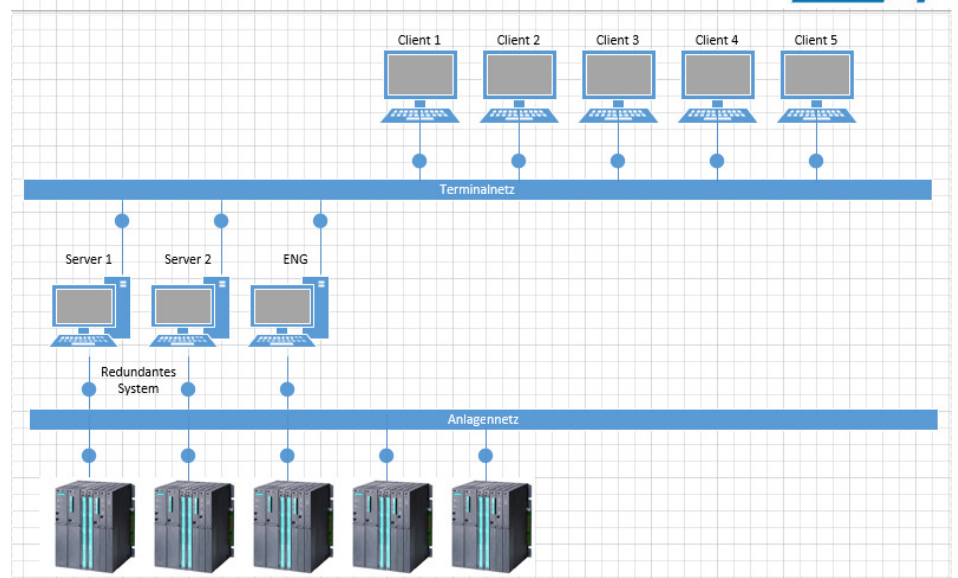 Client 1
Client 2
Client 3
Client 4
Client 5
Terminalnetz
Server 1
Server 2
ENG
Redundantes
System
Anlagennetz